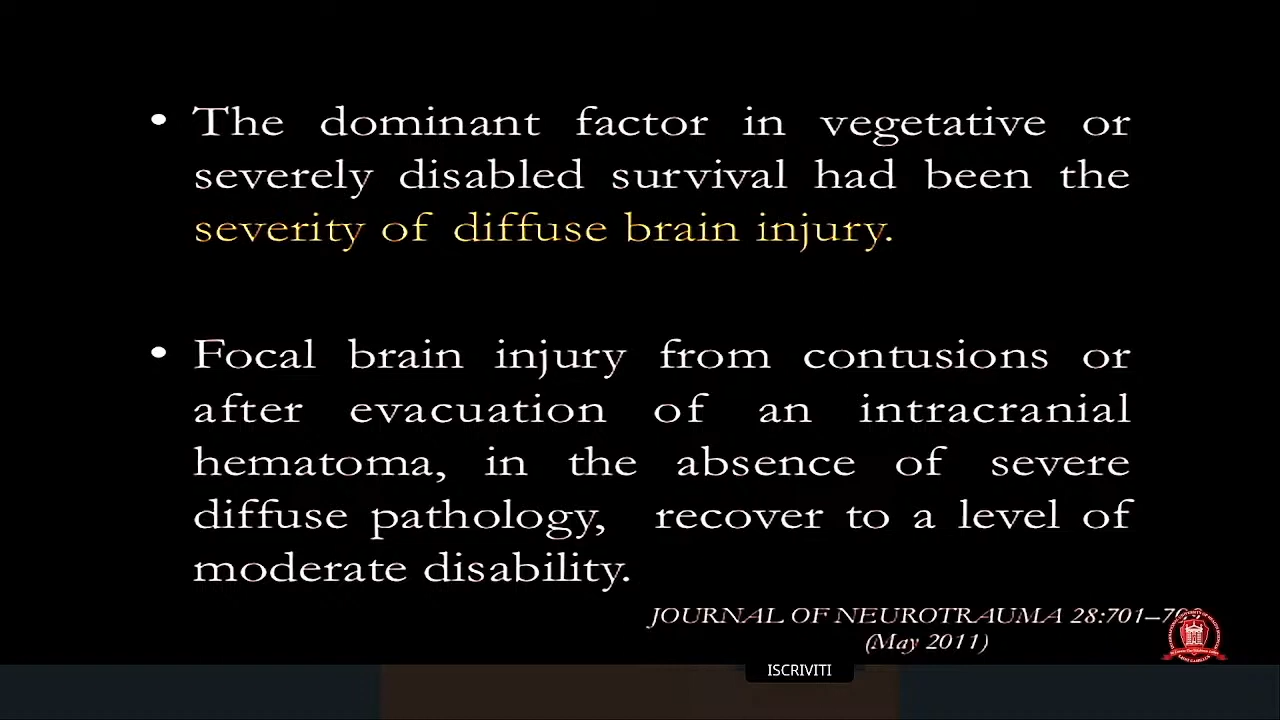 • The dominant factor in vegetative or
severely disabled survival had been the
severity of diffuse brain injury.
• Focal brain injury from contusions or
after evacuation of an intracranial
hematoma, in the absence of severe
diffuse pathology, recover to a level of
moderate disability.
JOURNAL OF NEUROTRAUMA 28:701–
(May 2011)
ISCRIVITI